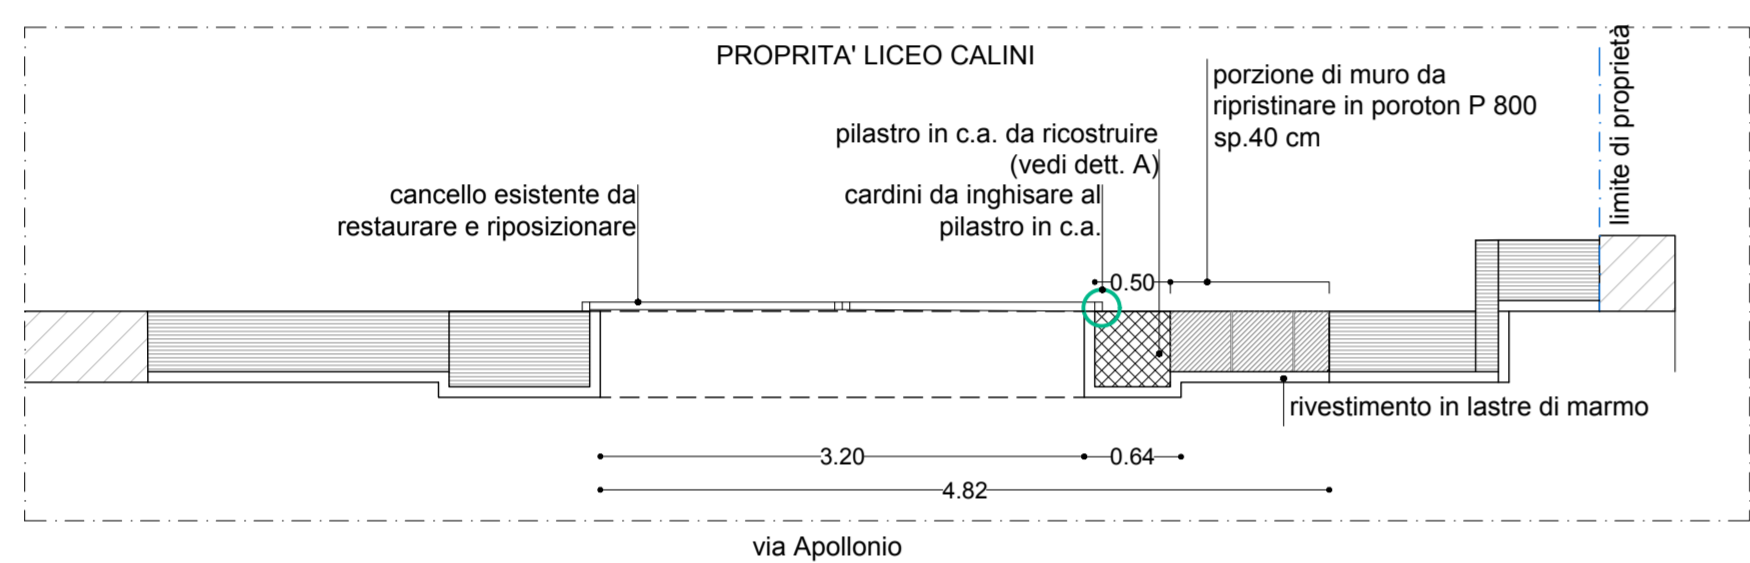 PROPRITA' LICEO CALINI
porzione di muro da
ripristinare in poroton P 800
sp.40 cm
limite di proprietà
pilastro in c.a. da ricostruire
(vedi dett. A)
cancello esistente da
restaurare e riposizionare
cardini da inghisare al
pilastro in c.a.
0.50
rivestimento in lastre di marmo
3.20
0.64
4.82
via Apollonio